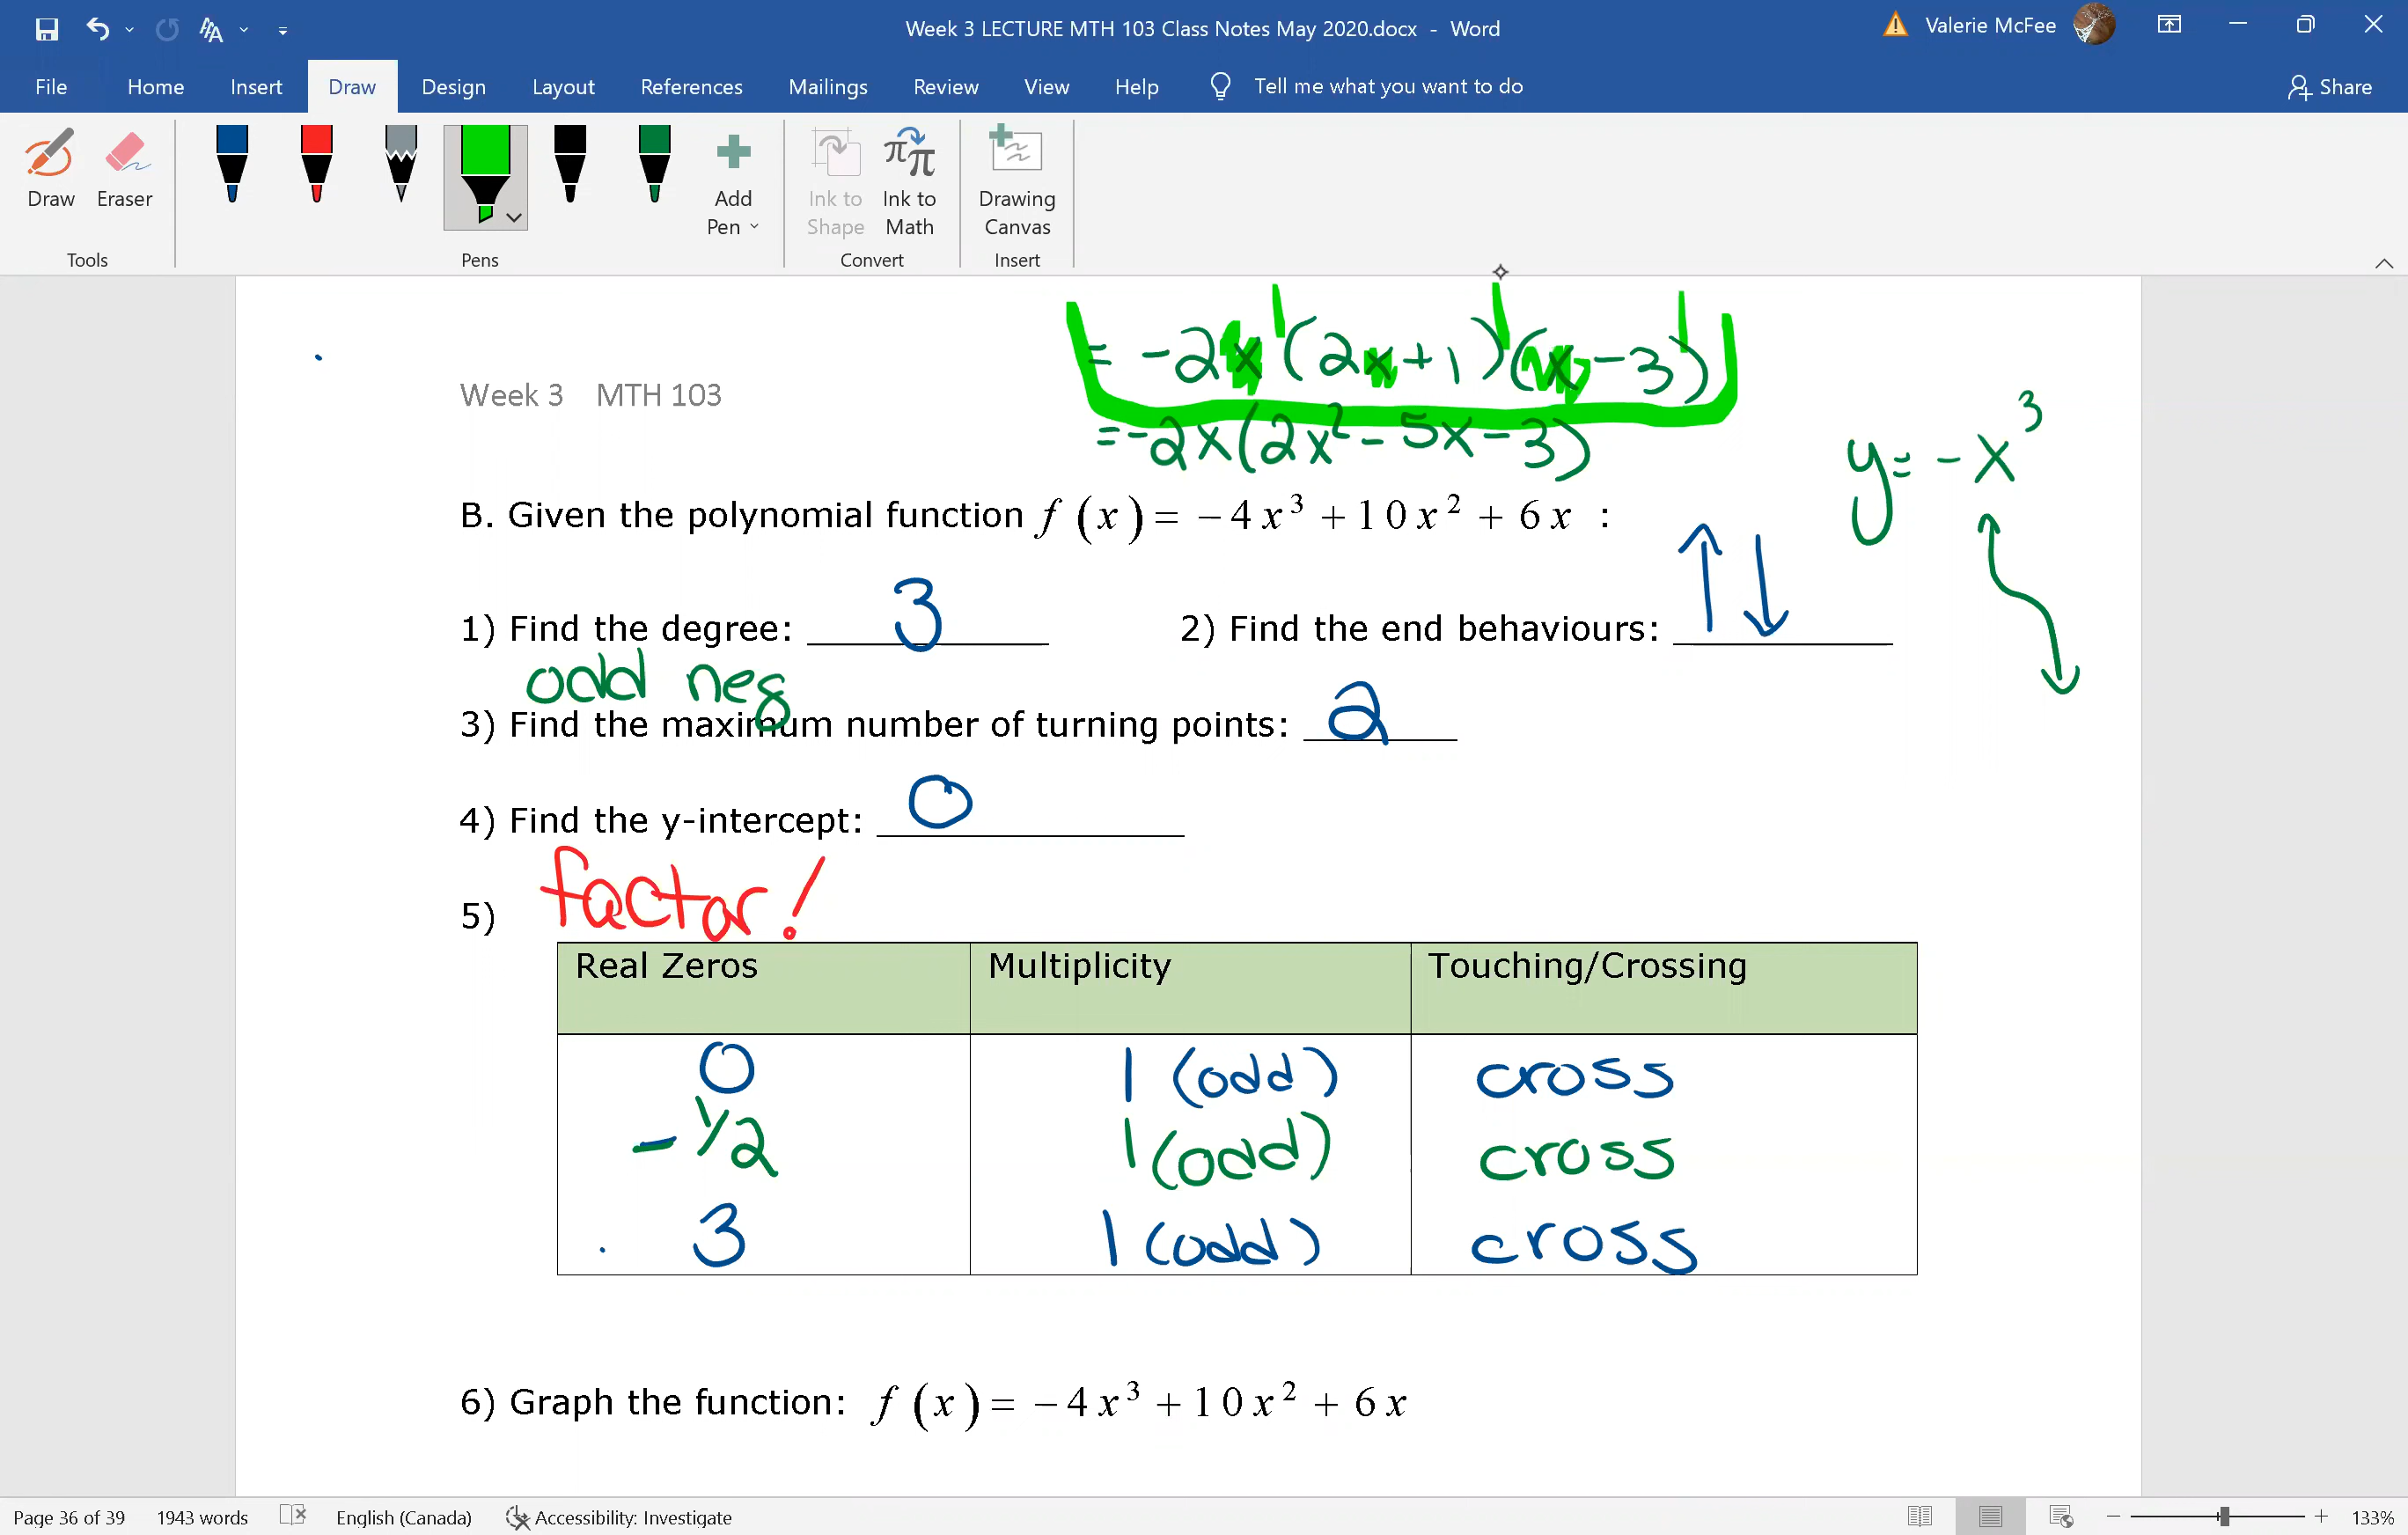 Week 3 LECTURE MTH 103 Class Notes May 2020.docx - Word
Valerie McFee
File Home Insert Draw Design Layout References Mailings Review View Help Tell me what you want to do Share
Draw Eraser Add Pen Ink to Shape Ink to Math Drawing Canvas
Tools Pens Convert Insert
= -2x¹(2x+1)¹(x-3)¹
Week 3 MTH 103
= -2x(2x²-5x-3)
y = -x³
B. Given the polynomial function f(x) = -4x³ + 10x² + 6x :
1) Find the degree: 3 2) Find the end behaviours: ↑↓
odd neg
3) Find the maximum number of turning points: 2
4) Find the y-intercept: 0
factor!
5)
Real Zeros Multiplicity Touching/Crossing
0 1 (odd) cross
-1/2 1 (odd) cross
3 1 (odd) cross
6) Graph the function: f(x) = -4x³ + 10x² + 6x
Page 36 of 39 1943 words English (Canada) Accessibility: Investigate 133%